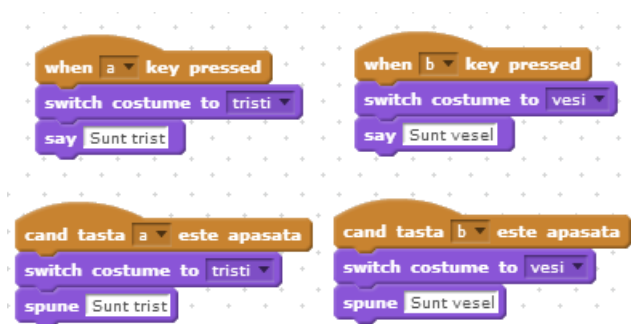 when a key pressed
switch costume to tristi
say Sunt trist
when b key pressed
switch costume to vesi
say Sunt vesel
cand tasta a este apasata
switch costume to tristi
spune Sunt trist
cand tasta b este apasata
switch costume to vesi
spune Sunt vesel